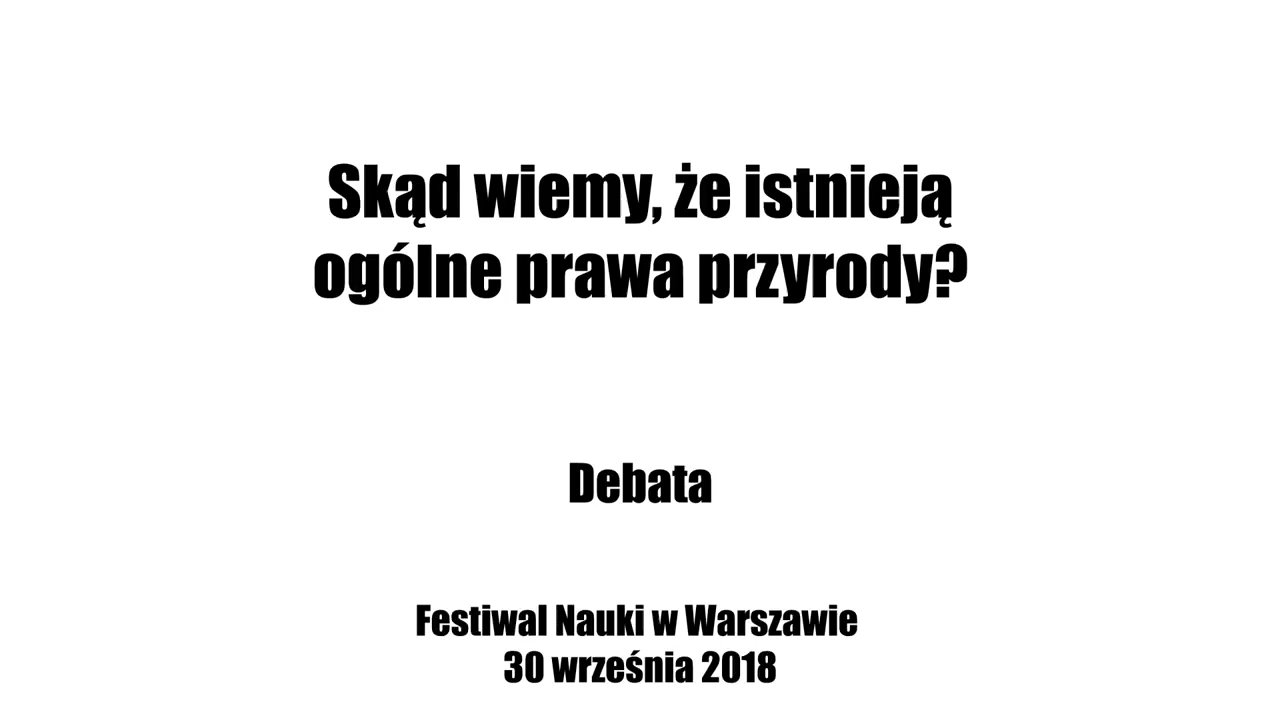 Skąd wiemy, że istnieją
ogólne prawa przyrody?
Debata
Festiwal Nauki w Warszawie
30 września 2018